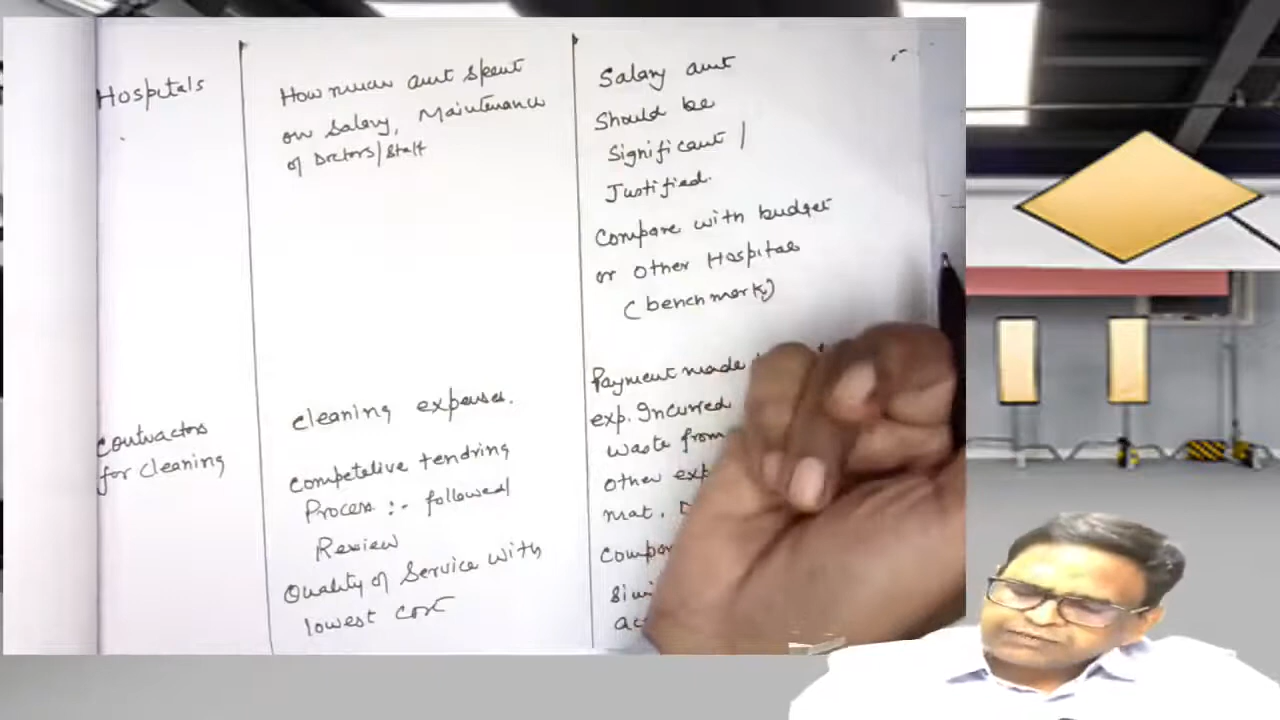 Hospitals
How much amt spent
on Salary, Maintenance
of Doctors/Staff
Salary amt
Should be
Significant /
Justified.
Compare with budget
or Other Hospitals
(benchmark)
Contractors
for Cleaning
Cleaning expenses.
Competative tendring
Process :- followed/
Review
Quality of Service with
lowest cost
Payment made
exp. Incurred
waste from
other exp
mat.